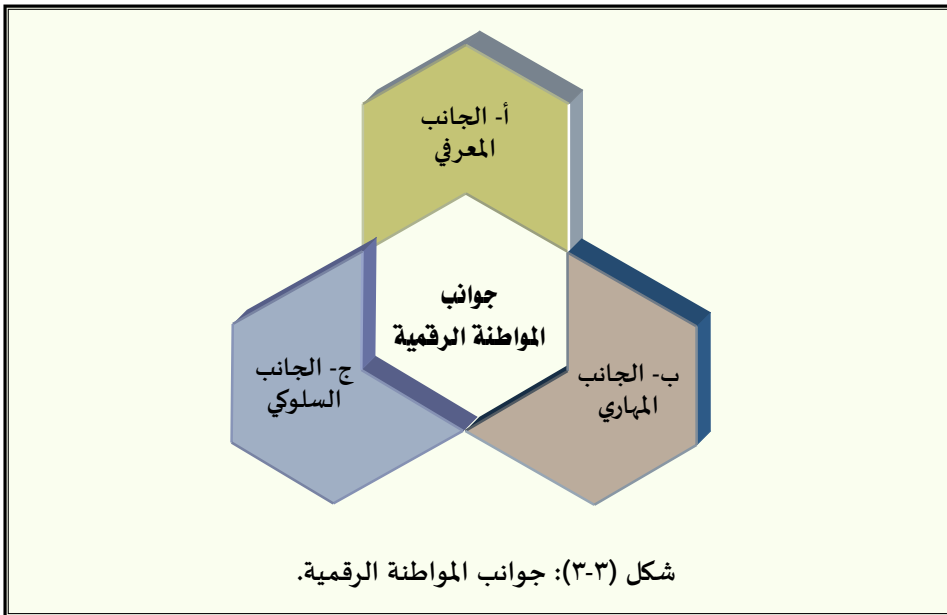 أ- الجانب
المعرفي
جوانب
المواطنة الرقمية
ب- الجانب
المهاري
ج- الجانب
السلوكي
شكل (٣-٣): جوانب المواطنة الرقمية.